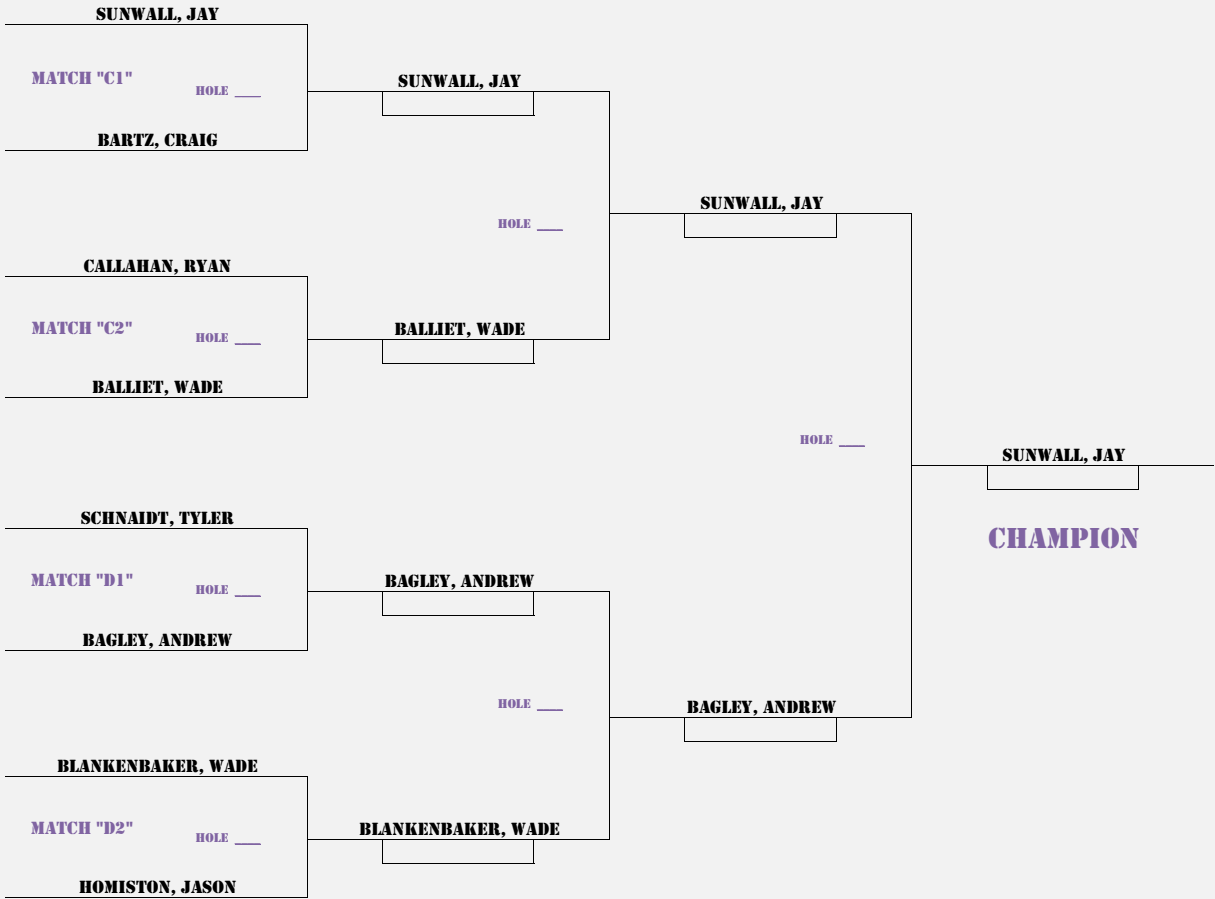 SUNWALL, JAY
MATCH "C1"
HOLE ___
SUNWALL, JAY
BARTZ, CRAIG
SUNWALL, JAY
HOLE ___
CALLAHAN, RYAN
MATCH "C2"
HOLE ___
BALLIET, WADE
BALLIET, WADE
HOLE ___
SUNWALL, JAY
CHAMPION
SCHNAIDT, TYLER
MATCH "D1"
HOLE ___
BAGLEY, ANDREW
BAGLEY, ANDREW
HOLE ___
BAGLEY, ANDREW
BLANKENBAKER, WADE
MATCH "D2"
HOLE ___
BLANKENBAKER, WADE
HOMISTON, JASON